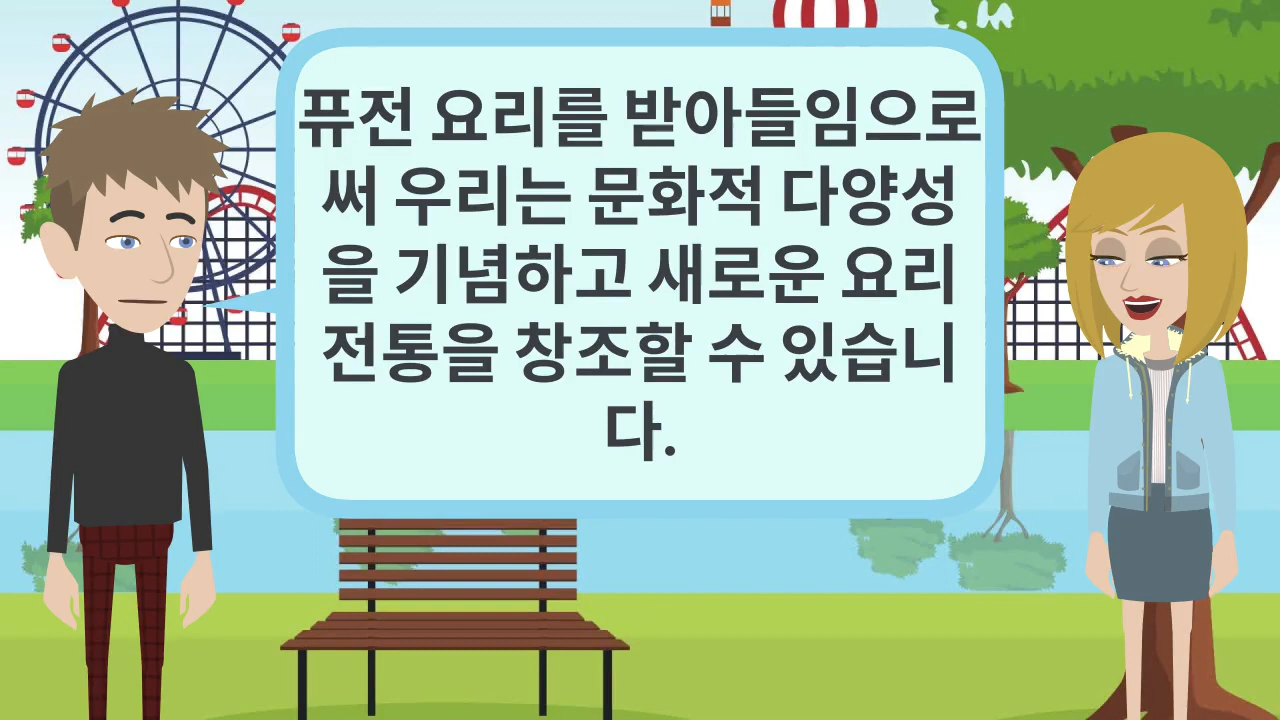 퓨전 요리를 받아들임으로
써 우리는 문화적 다양성
을 기념하고 새로운 요리
전통을 창조할 수 있습니
다.